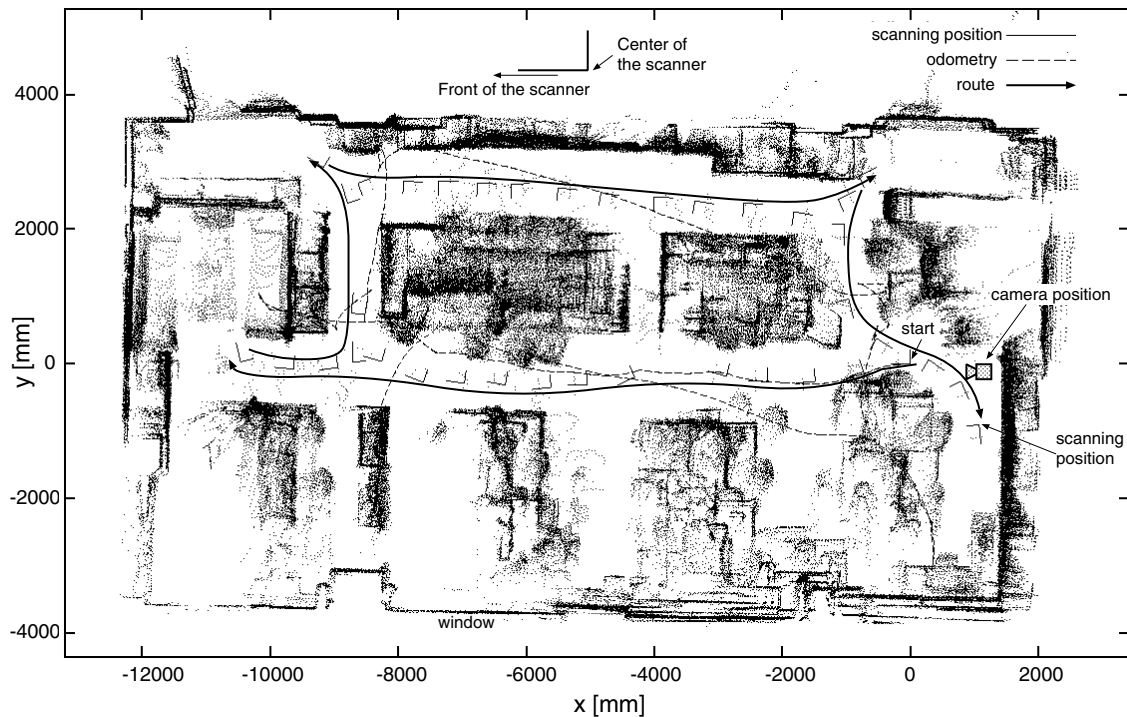 scanning position
odometry
route
Center of
the scanner
Front of the scanner
4000
2000
0
-2000
-4000
y [mm]
camera position
start
scanning
position
window
-12000
-10000
-8000
-6000
-4000
-2000
0
2000
x [mm]